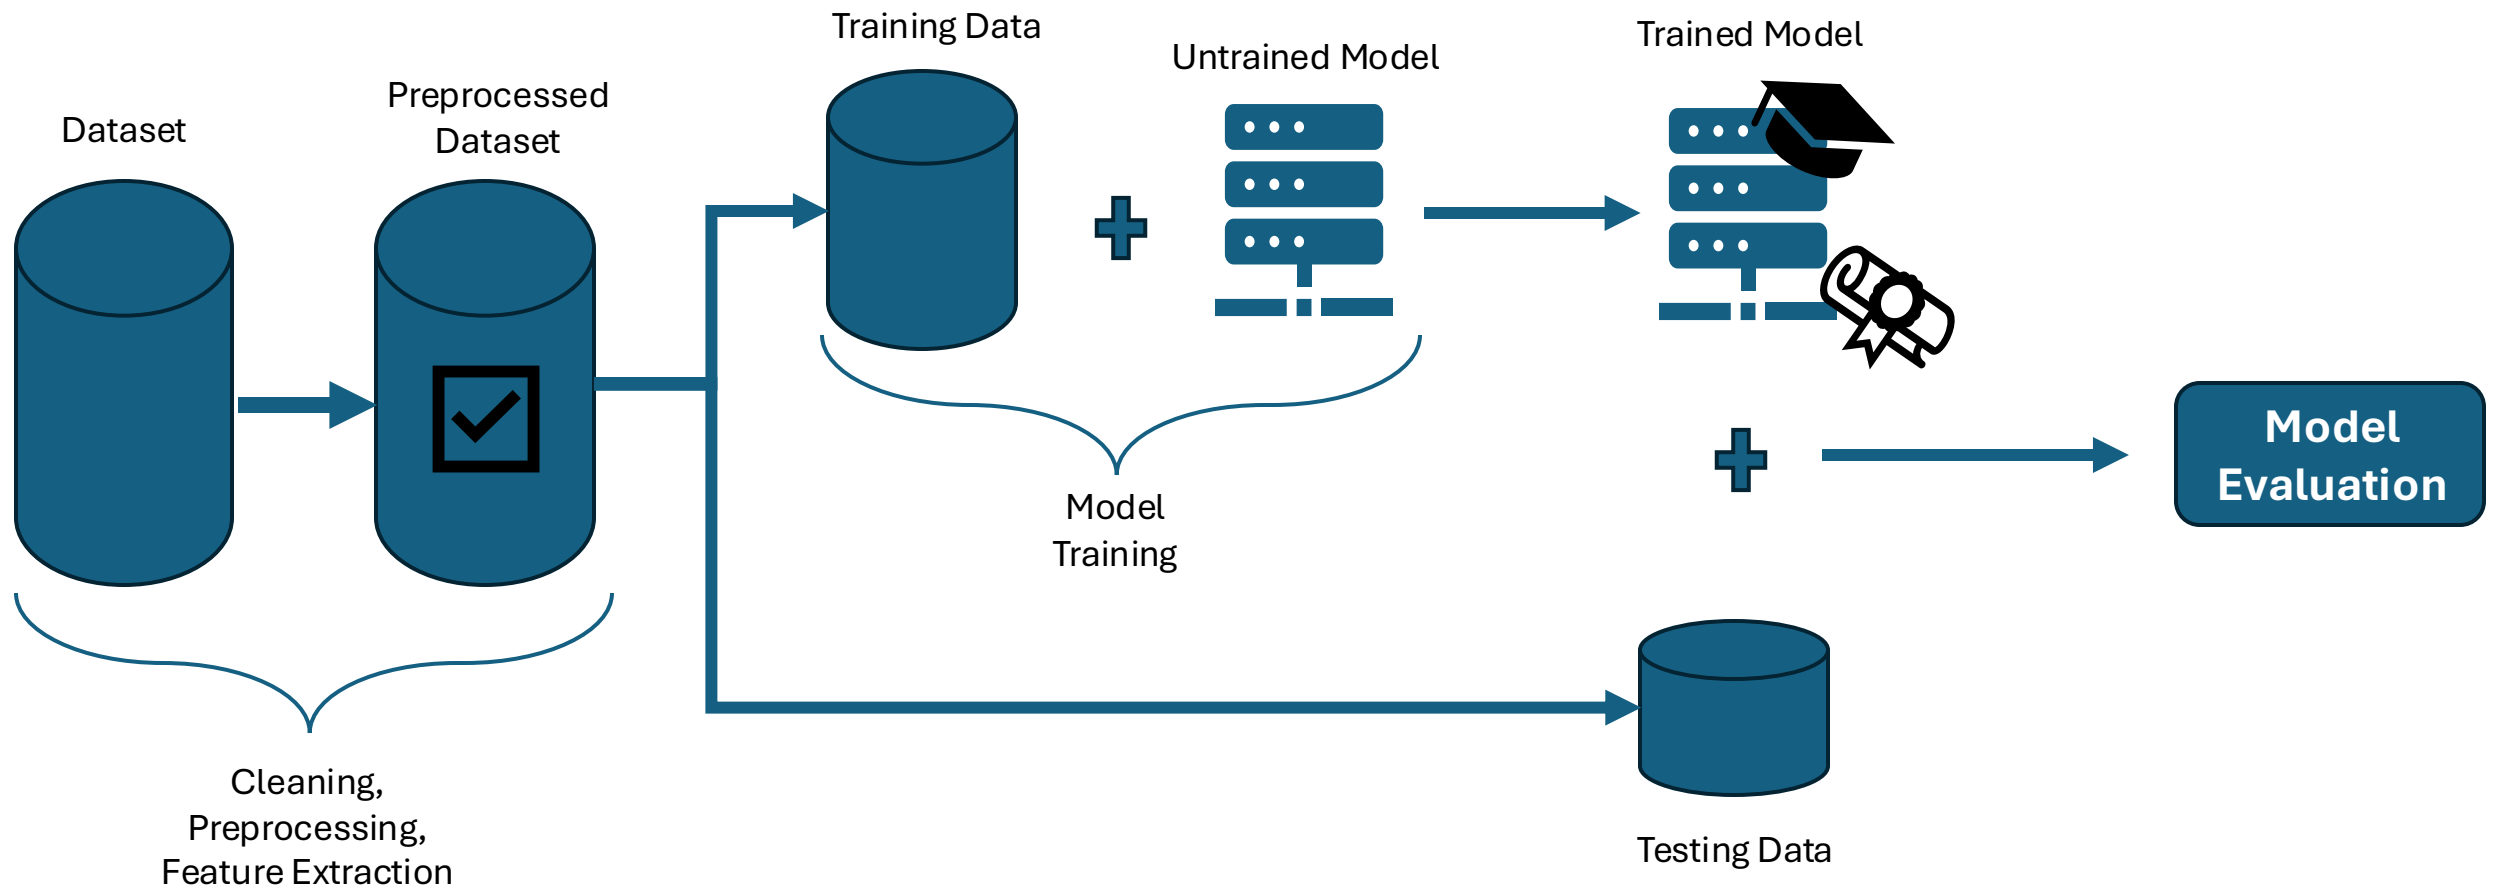 Dataset
Preprocessed
Dataset
Cleaning,
Preprocessing,
Feature Extraction
Training Data
Untrained Model
Model
Training
Trained Model
Testing Data
Model
Evaluation